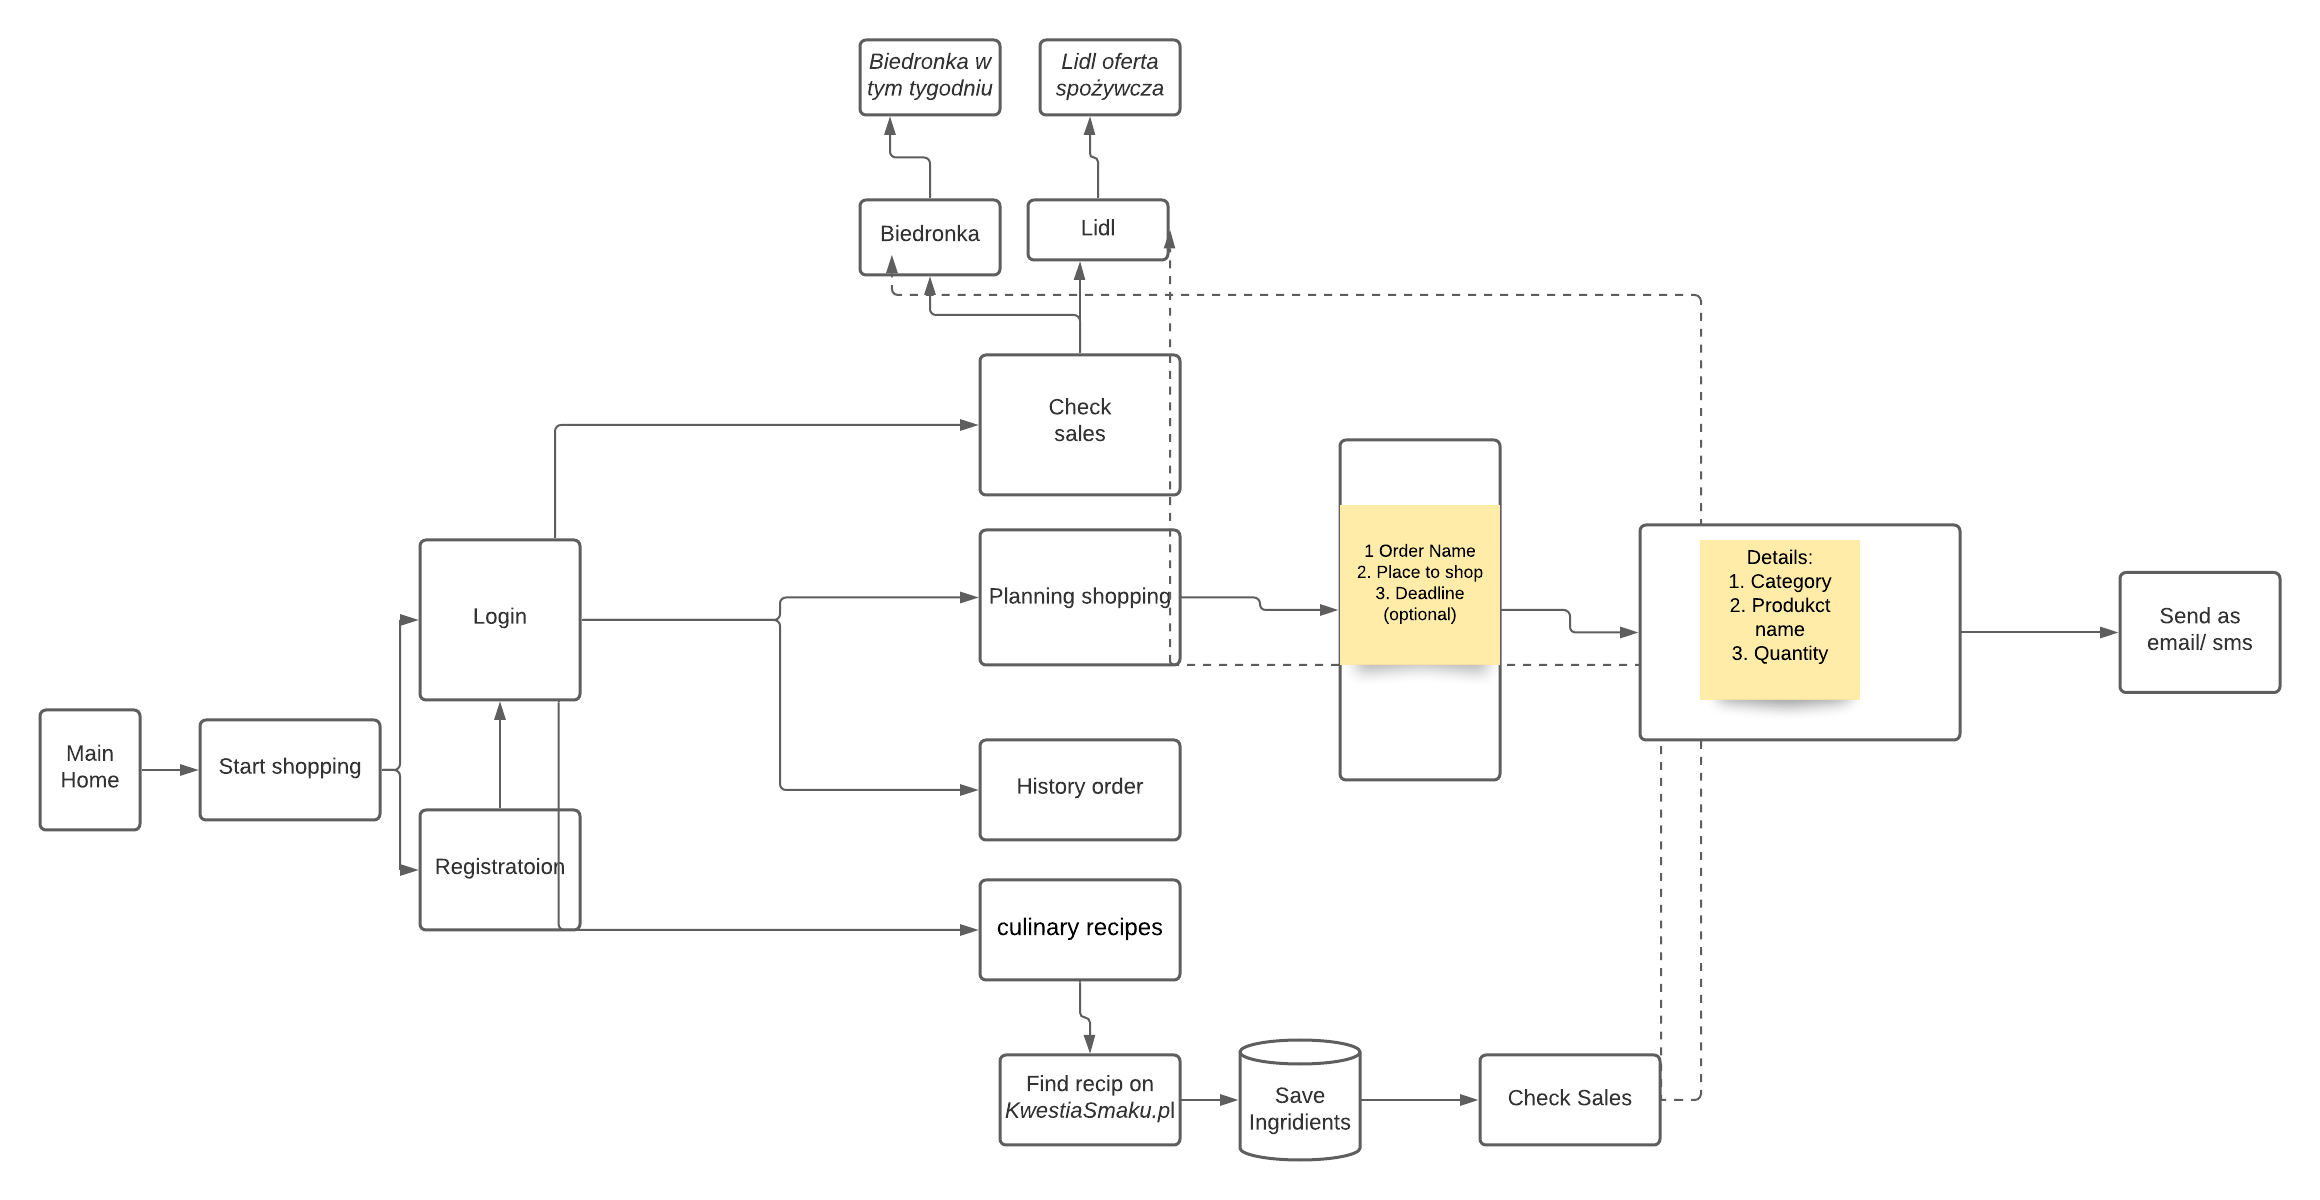 Biedronka w
tym tygodniu
Lidl oferta
spożywcza
Biedronka
Lidl
Check
sales
1 Order Name
2. Place to shop
3. Deadline
(optional)
Details:
1. Category
2. Produkct
name
3. Quantity
Planning shopping
Login
Send as
email/ sms
Main
Home
Start shopping
History order
Registratoion
culinary recipes
Find recip on
KwestiaSmaku.pl
Save
Ingridients
Check Sales